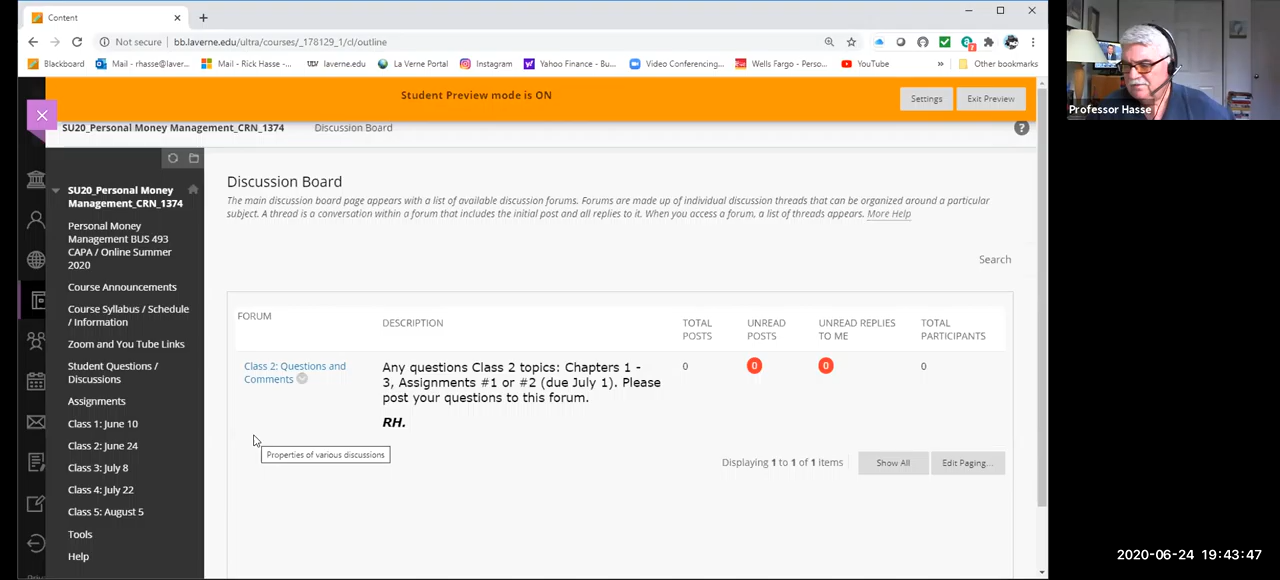 Content
Not secure
bb.laverne.edu/ultra/courses/_178129_1/cl/outline
Blackboard
Mail - rhasse@laver...
Mail - Rick Hasse -...
laverne.edu
La Verne Portal
Instagram
Yahoo Finance - Bu...
Video Conferencing...
Wells Fargo - Perso...
YouTube
»
Other bookmarks
Student Preview mode is ON
Settings
Exit Preview
Professor Hasse
SU20_Personal Money Management_CRN_1374
Discussion Board
?
SU20_Personal Money
Management_CRN_1374
Personal Money
Management BUS 493
CAPA / Online Summer
2020
Course Announcements
Course Syllabus / Schedule
/ Information
Zoom and You Tube Links
Student Questions /
Discussions
Assignments
Class 1: June 10
Class 2: June 24
Class 3: July 8
Class 4: July 22
Class 5: August 5
Tools
Help
Discussion Board
The main discussion board page appears with a list of available discussion forums. Forums are made up of individual discussion threads that can be organized around a particular
subject. A thread is a conversation within a forum that includes the initial post and all replies to it. When you access a forum, a list of threads appears. More Help
Search
FORUM
DESCRIPTION
TOTAL
POSTS
UNREAD
POSTS
UNREAD REPLIES
TO ME
TOTAL
PARTICIPANTS
Class 2: Questions and
Comments
Any questions Class 2 topics: Chapters 1 -
3, Assignments #1 or #2 (due July 1). Please
post your questions to this forum.
RH.
0
0
0
0
Properties of various discussions
Displaying 1 to 1 of 1 items
Show All
Edit Paging...
2020-06-24 19:43:47